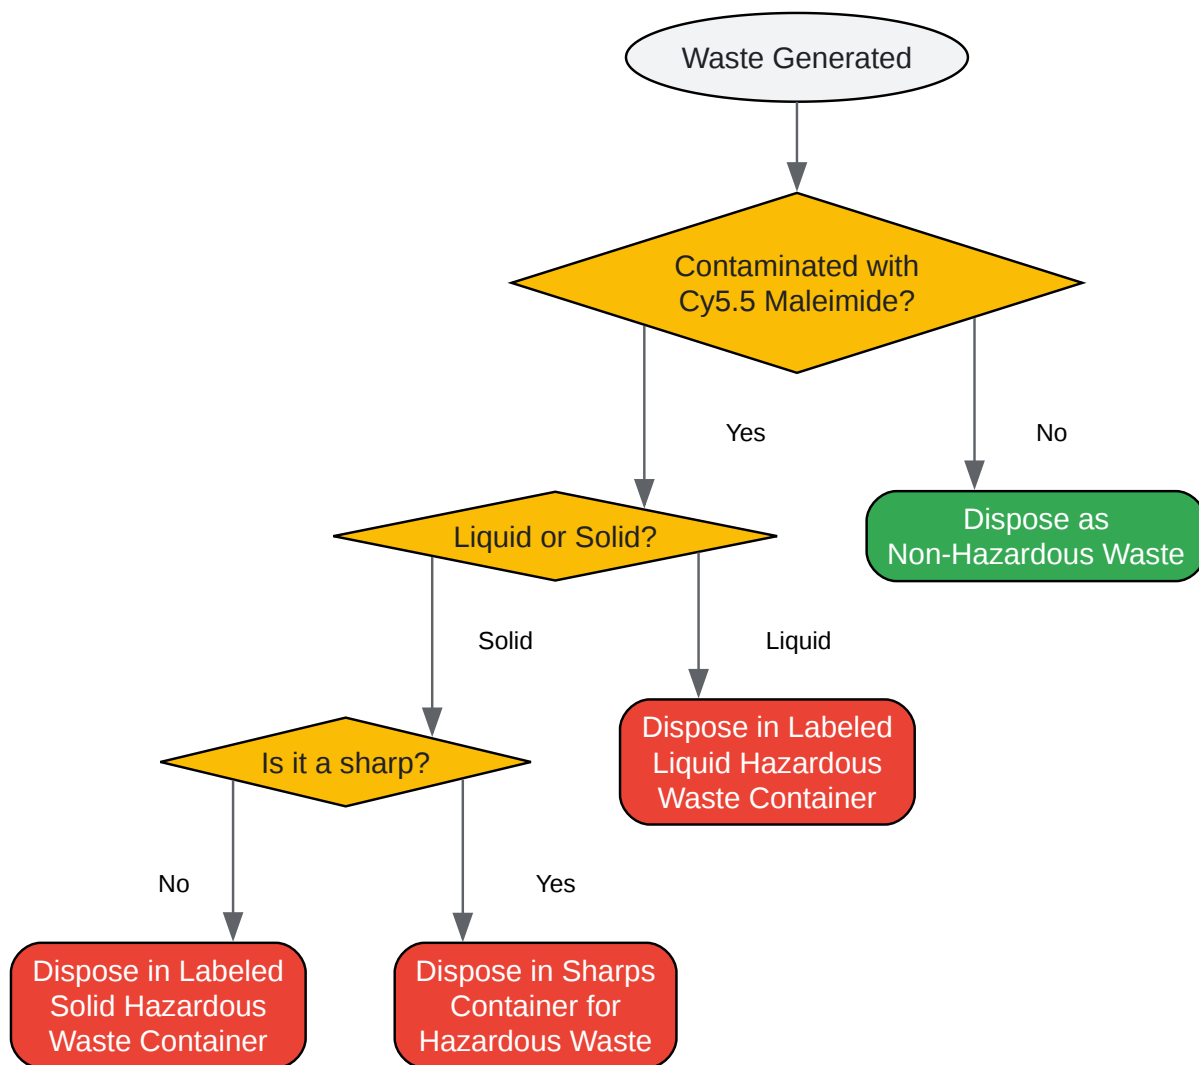 Waste Generated
Contaminated with
Cy5.5 Maleimide?
Yes
No
Liquid or Solid?
Dispose as
Non-Hazardous Waste
Solid
Liquid
Is it a sharp?
Dispose in Labeled
Liquid Hazardous
Waste Container
No
Yes
Dispose in Labeled
Solid Hazardous
Waste Container
Dispose in Sharps
Container for
Hazardous Waste